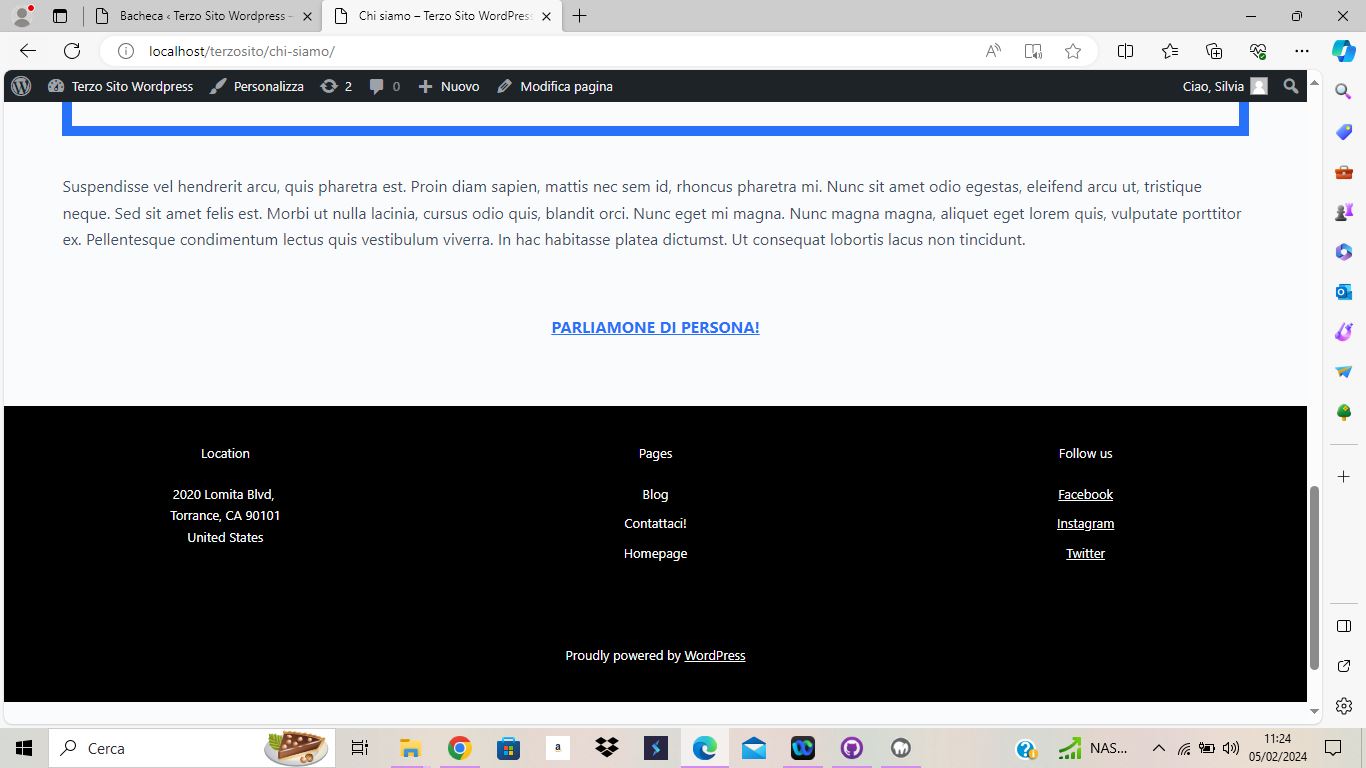 Bacheca ‹ Terzo Sito Wordpress –
Chi siamo – Terzo Sito WordPress
localhost/terzosito/chi-siamo/
Terzo Sito Wordpress
Personalizza
2
0
Nuovo
Modifica pagina
Ciao, Silvia
Suspendisse vel hendrerit arcu, quis pharetra est. Proin diam sapien, mattis nec sem id, rhoncus pharetra mi. Nunc sit amet odio egestas, eleifend arcu ut, tristique
neque. Sed sit amet felis est. Morbi ut nulla lacinia, cursus odio quis, blandit orci. Nunc eget mi magna. Nunc magna magna, aliquet eget lorem quis, vulputate porttitor
ex. Pellentesque condimentum lectus quis vestibulum viverra. In hac habitasse platea dictumst. Ut consequat lobortis lacus non tincidunt.
PARLIAMONE DI PERSONA!
Location
2020 Lomita Blvd,
Torrance, CA 90101
United States
Pages
Blog
Contattaci!
Homepage
Follow us
Facebook
Instagram
Twitter
Proudly powered by WordPress
Cerca
a
NAS...
11:24
05/02/2024